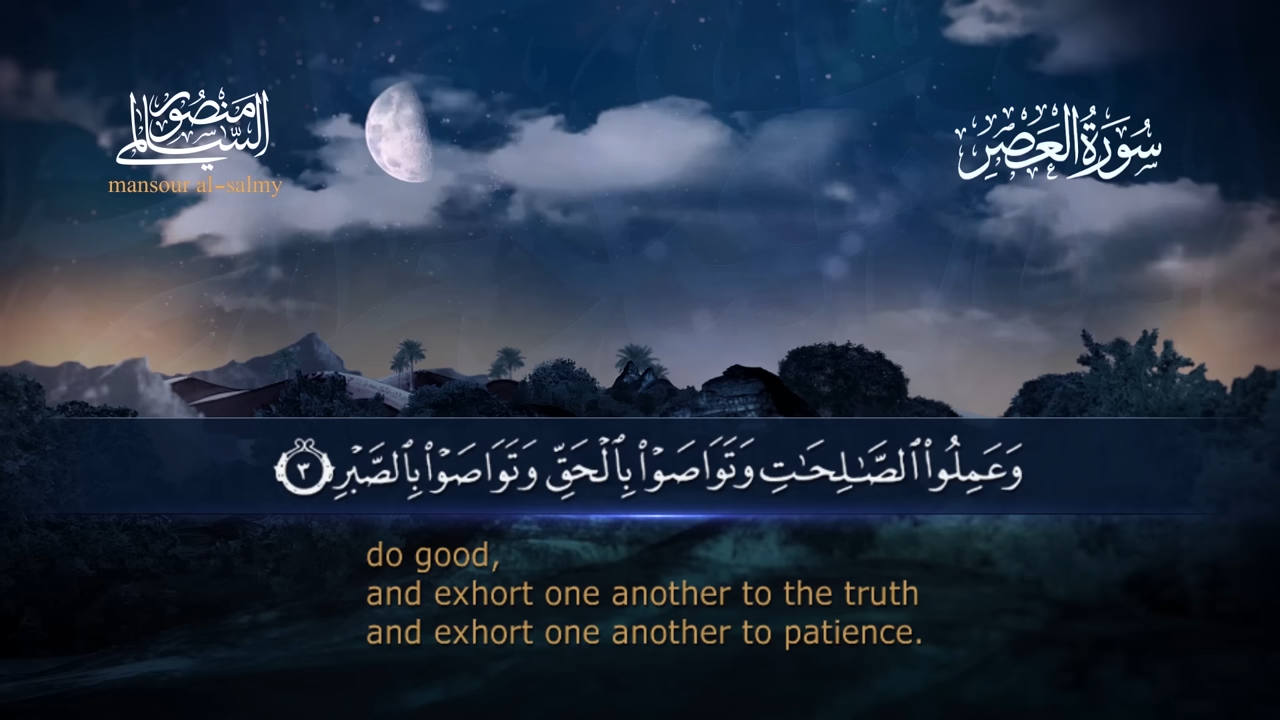 منصور السالمي
mansour al-salmy
سُورَةُ العَصْرِ
وَعَمِلُوا۟ ٱلصَّـٰلِحَـٰتِ وَتَوَاصَوْا۟ بِٱلْحَقِّ وَتَوَاصَوْا۟ بِٱلصَّبْرِ ٣
do good,
and exhort one another to the truth
and exhort one another to patience.